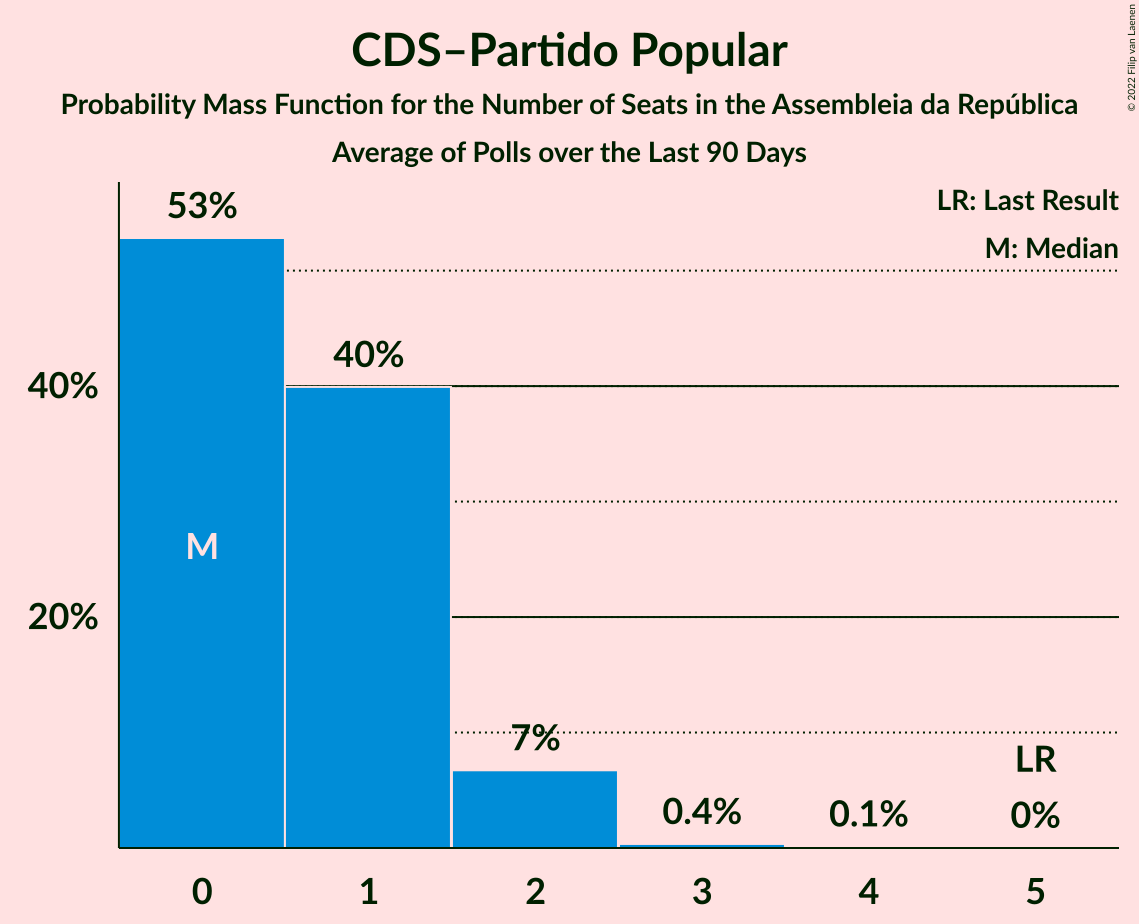 CDS–Partido Popular
Probability Mass Function for the Number of Seats in the Assembleia da República
Average of Polls over the Last 90 Days
© 2022 Filip van Laenen
LR: Last Result
M: Median
53%
40%
40%
M
20%
7%
LR
0.4%
0.1%
0%
0 1 2 3 4 5